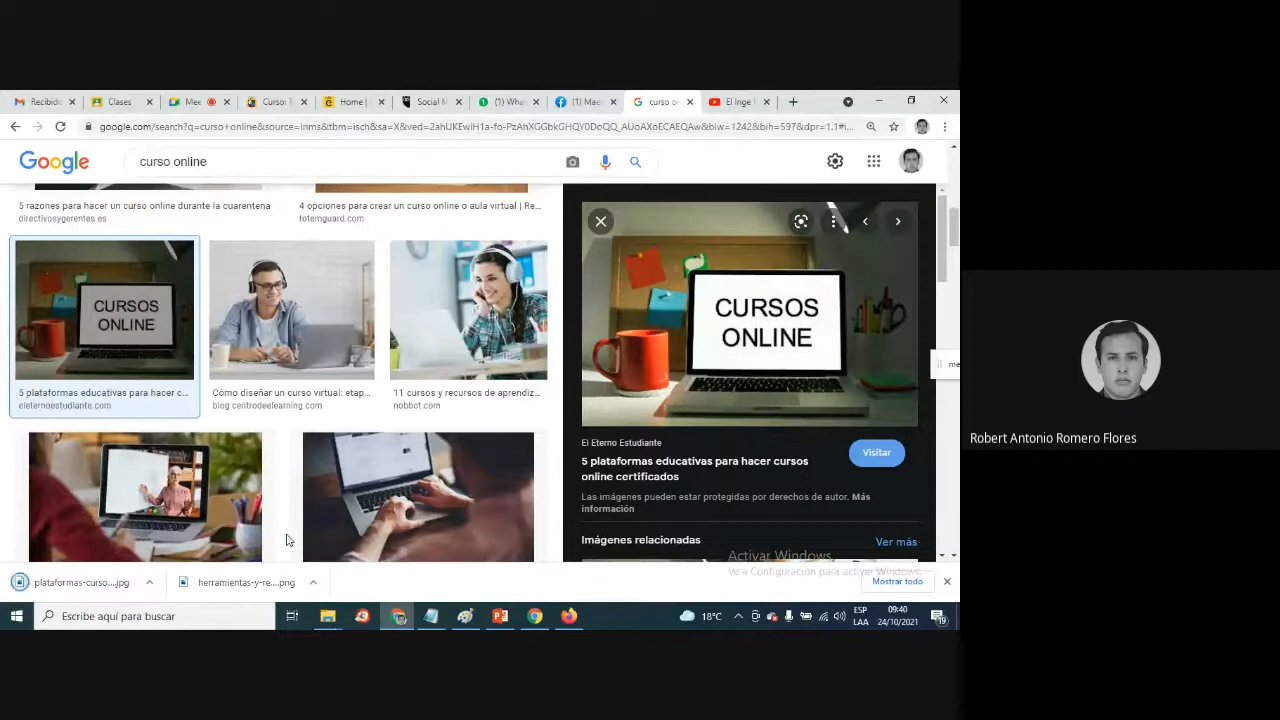 Recibido
Clases
Mee
Curso: T
Home |
Social M
(1) Wha
(1) Mae
curso o
El Inge
google.com/search?q=curso+online&source=lnms&tbm=isch&sa=X&ved=2ahUKEwiH1a-fo-PzAhXGGbkGHQY0DoQQ_AUoAXoECAEQAw&biw=1242&bih=597&dpr=1.1#i...
Google
curso online
5 razones para hacer un curso online durante la cuarentena
directivosygerentes.es
4 opciones para crear un curso online o aula virtual | Re...
totemguard.com
CURSOS
ONLINE
5 plataformas educativas para hacer c...
eleternoestudiante.com
Cómo diseñar un curso virtual: etap...
blog.centrodeelearning.com
11 cursos y recursos de aprendiz...
nobbot.com
CURSOS
ONLINE
me
El Eterno Estudiante
5 plataformas educativas para hacer cursos
online certificados
Visitar
Las imágenes pueden estar protegidas por derechos de autor. Más
información
Imágenes relacionadas
Ver más
Activar Windows
Ve a Configuración para activar Windows.
plataformas-curso....jpg
herramientas-y-re....png
Mostrar todo
Escribe aquí para buscar
18°C
ESP
LAA
09:40
24/10/2021
19
Robert Antonio Romero Flores